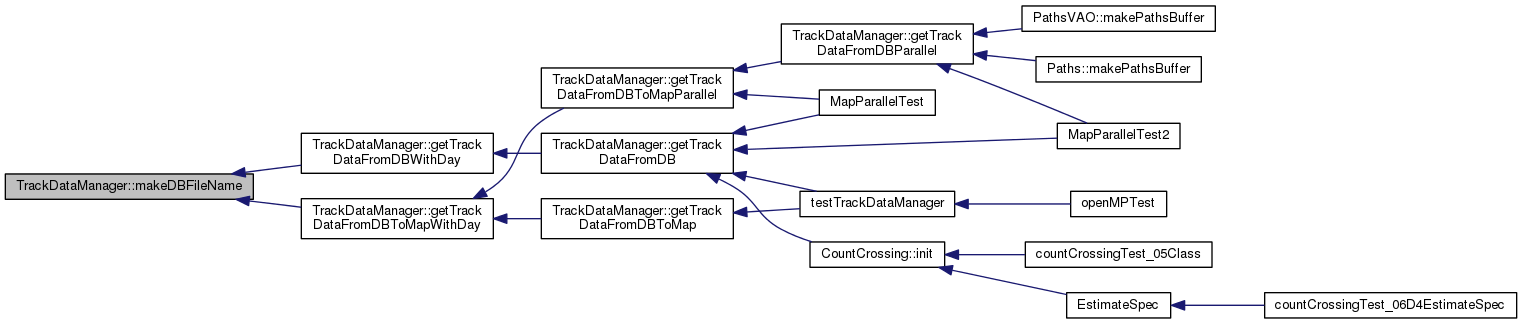 TrackDataManager::makeDBFileName
TrackDataManager::getTrack
DataFromDBWithDay
TrackDataManager::getTrack
DataFromDBToMapWithDay
TrackDataManager::getTrack
DataFromDBToMapParallel
TrackDataManager::getTrack
DataFromDB
TrackDataManager::getTrack
DataFromDBToMap
TrackDataManager::getTrack
DataFromDBParallel
MapParallelTest
testTrackDataManager
CountCrossing::init
PathsVAO::makePathsBuffer
Paths::makePathsBuffer
MapParallelTest2
openMPTest
countCrossingTest_05Class
EstimateSpec
countCrossingTest_06D4EstimateSpec